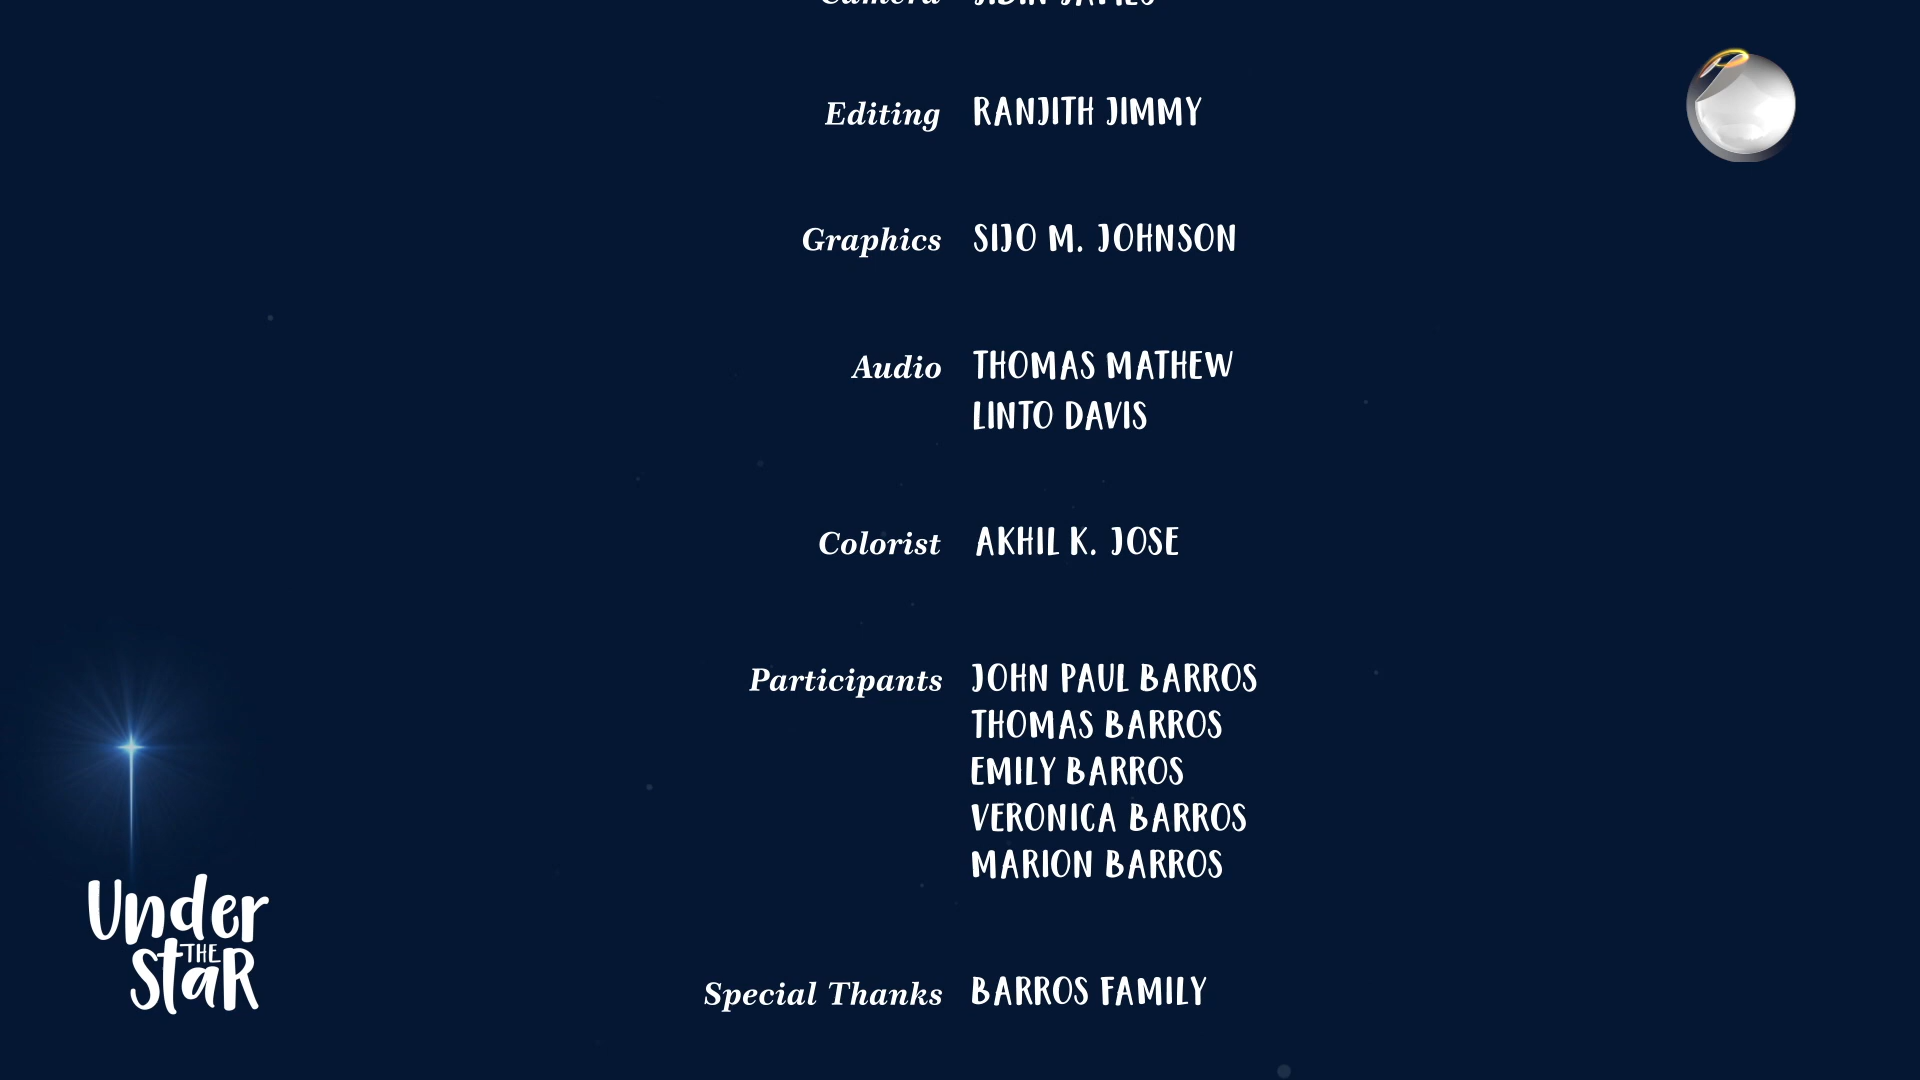 Editing RANJITH JIMMY
Graphics SIJO M. JOHNSON
Audio THOMAS MATHEW
LINTO DAVIS
Colorist AKHIL K. JOSE
Participants JOHN PAUL BARROS
THOMAS BARROS
EMILY BARROS
VERONICA BARROS
MARION BARROS
Special Thanks BARROS FAMILY
Under
THE
StaR